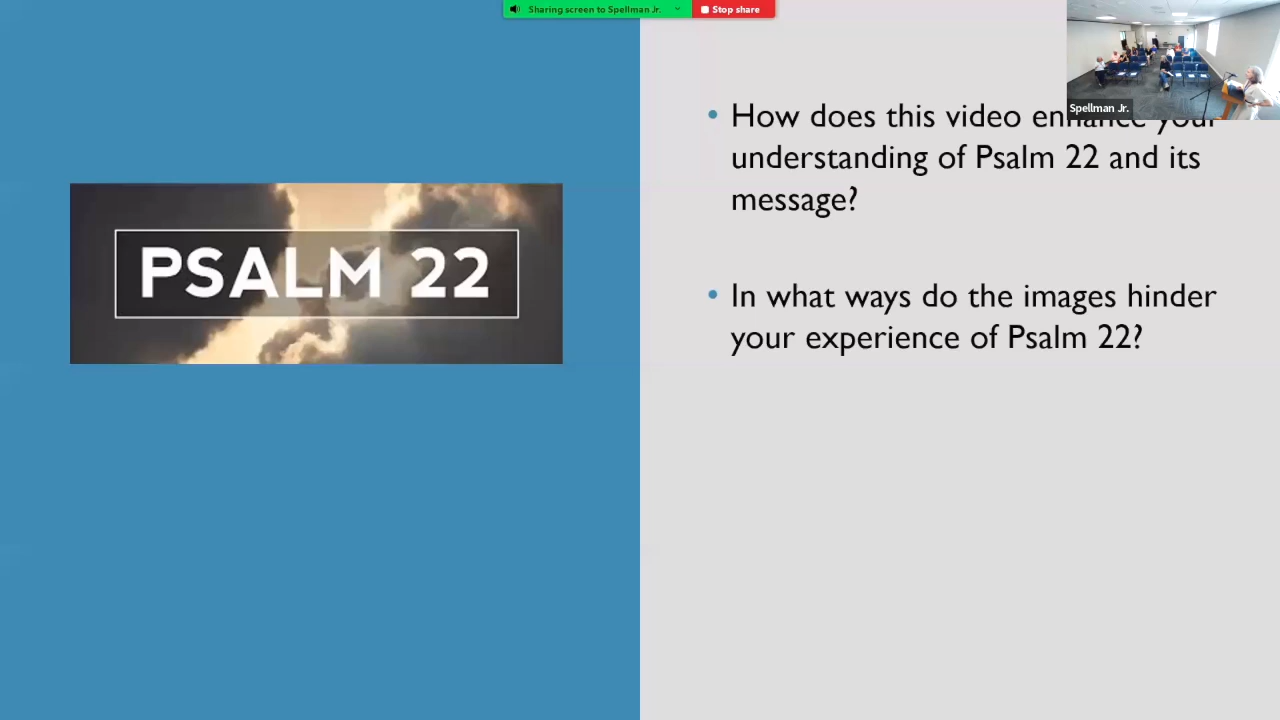 Sharing screen to Spellman Jr.
Stop share
Spellman Jr.
PSALM 22
• How does this video enhance your
understanding of Psalm 22 and its
message?
• In what ways do the images hinder
your experience of Psalm 22?